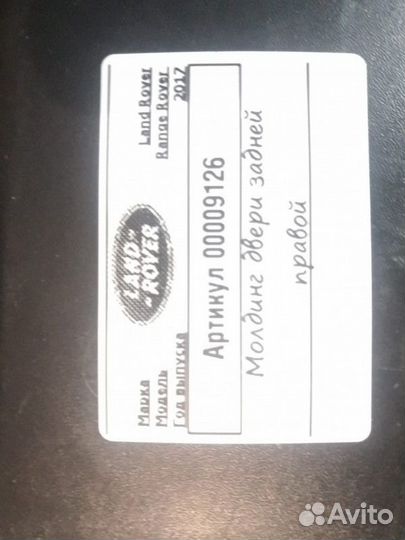 Марка Land Rover
Модель Range Rover
Год выпуска 2017
LAND-
-ROVER
Артикул 00009126
Молдинг двери задней
правой
Avito